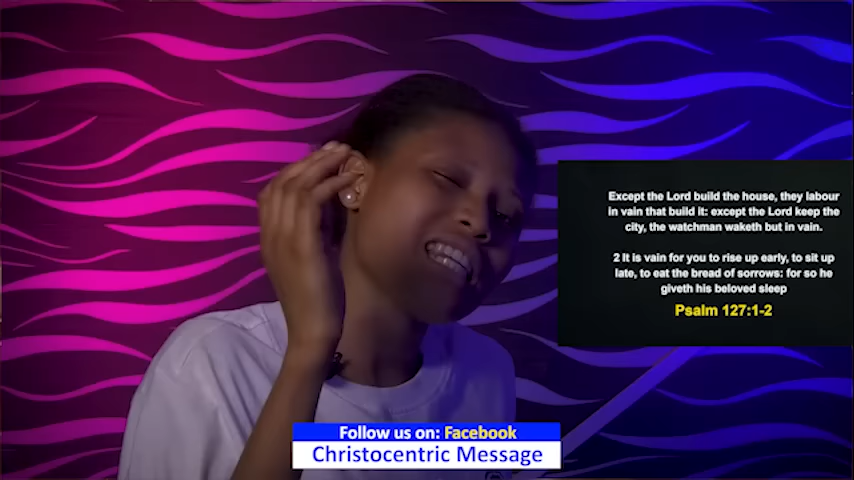 Except the Lord build the house, they labour
in vain that build it: except the Lord keep the
city, the watchman waketh but in vain.
2 It is vain for you to rise up early, to sit up
late, to eat the bread of sorrows: for so he
giveth his beloved sleep
Psalm 127:1-2
Follow us on: Facebook
Christocentric Message